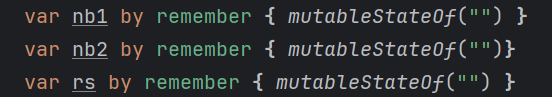 var nb1 by remember { mutableStateOf("") }
var nb2 by remember { mutableStateOf("")}
var rs by remember { mutableStateOf("") }